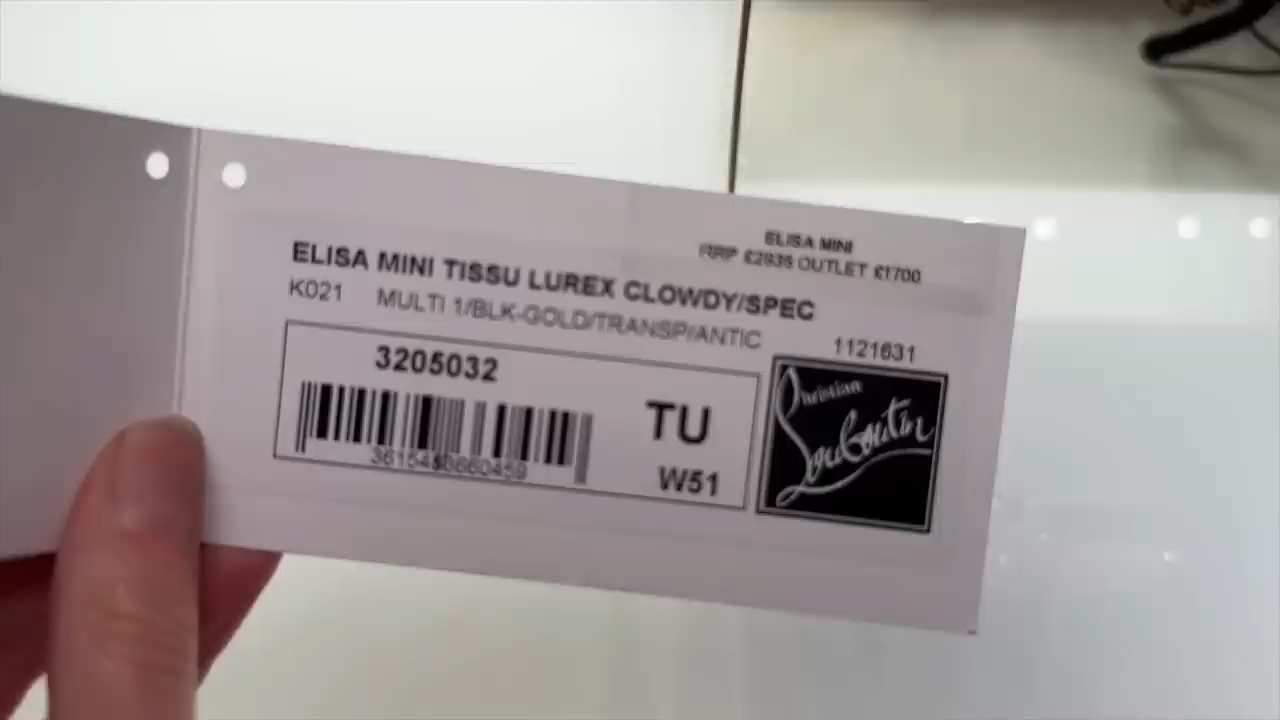 ELISA MINI
RRP £2935 OUTLET £1700
ELISA MINI TISSU LUREX CLOWDY/SPEC
K021 MULTI 1/BLK-GOLD/TRANSP/ANTIC
1121631
3205032
TU
W51
Christian
Louboutin